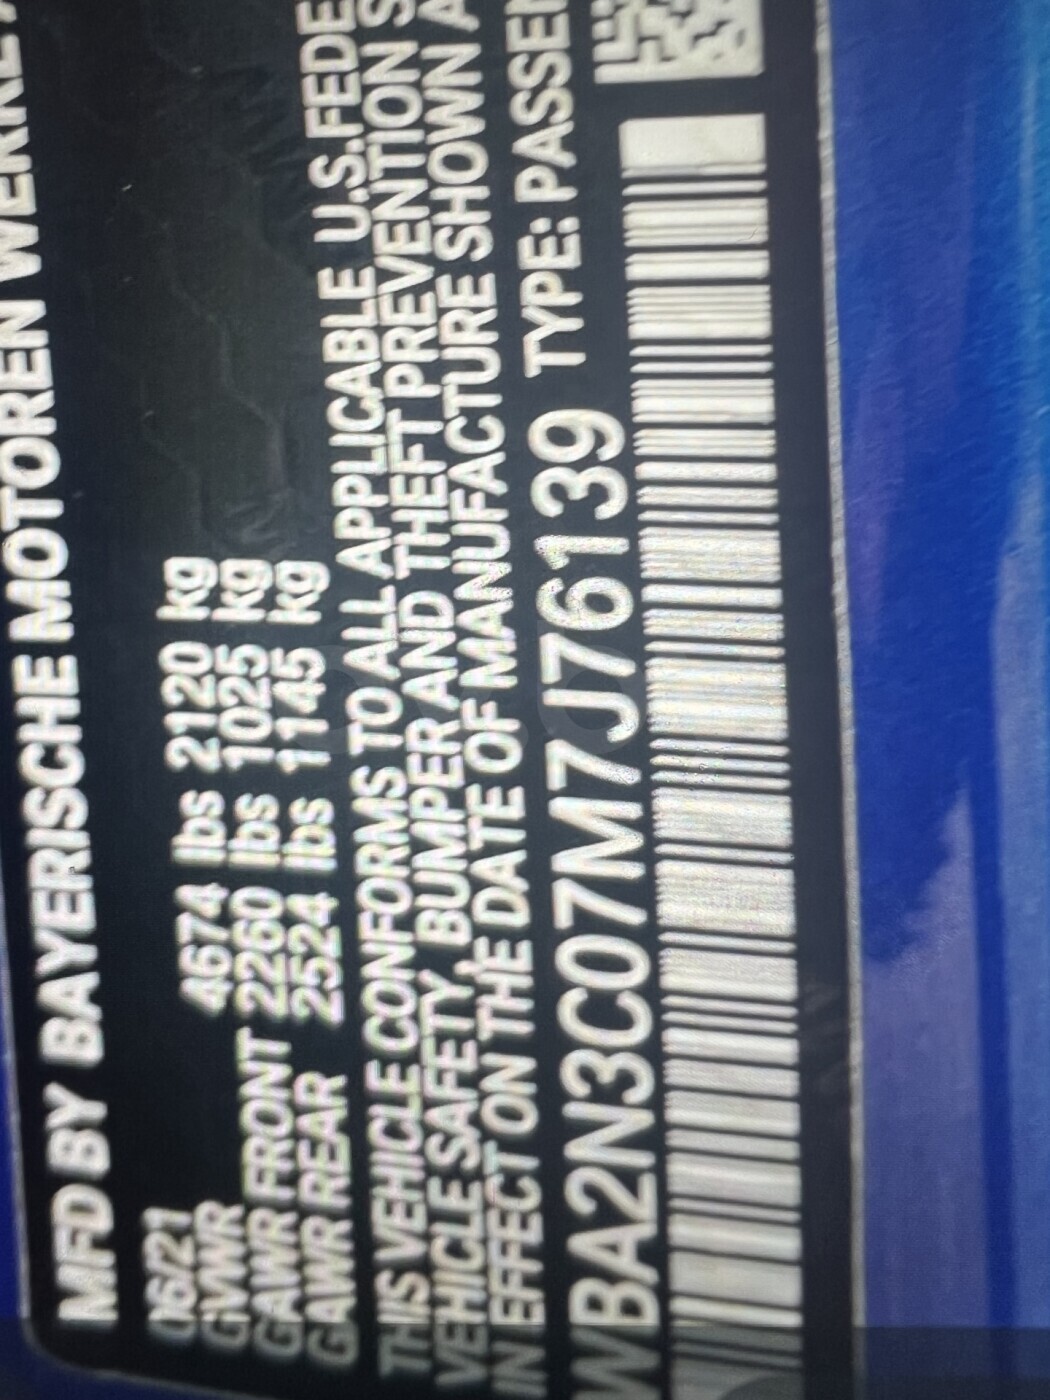 MFD BY BAYERISCHE MOTOREN WERKE
06/21
GVWR 4674 lbs 2120 kg
GAWR FRONT 2260 lbs 1025 kg
GAWR REAR 2524 lbs 1145 kg
THIS VEHICLE CONFORMS TO ALL APPLICABLE U.S.FEDE
VEHICLE SAFETY, BUMPER AND THEFT PREVENTION S
IN EFFECT ON THE DATE OF MANUFACTURE SHOWN A
WBA2N3C07M7J76139 TYPE: PASSEN